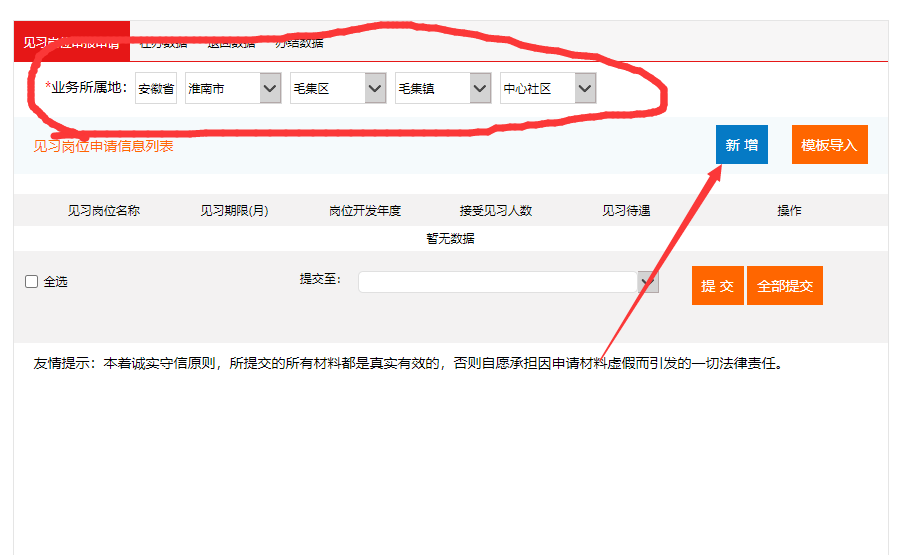 见习岗位申报申请 在办数据 退回数据 办结数据
*业务所属地： 安徽省 淮南市 毛集区 毛集镇 中心社区
见习岗位申请信息列表 新 增 模板导入
见习岗位名称 见习期限(月) 岗位开发年度 接受见习人数 见习待遇 操作
暂无数据
全选 提交至： 提 交 全部提交
友情提示：本着诚实守信原则，所提交的所有材料都是真实有效的，否则自愿承担因申请材料虚假而引发的一切法律责任。